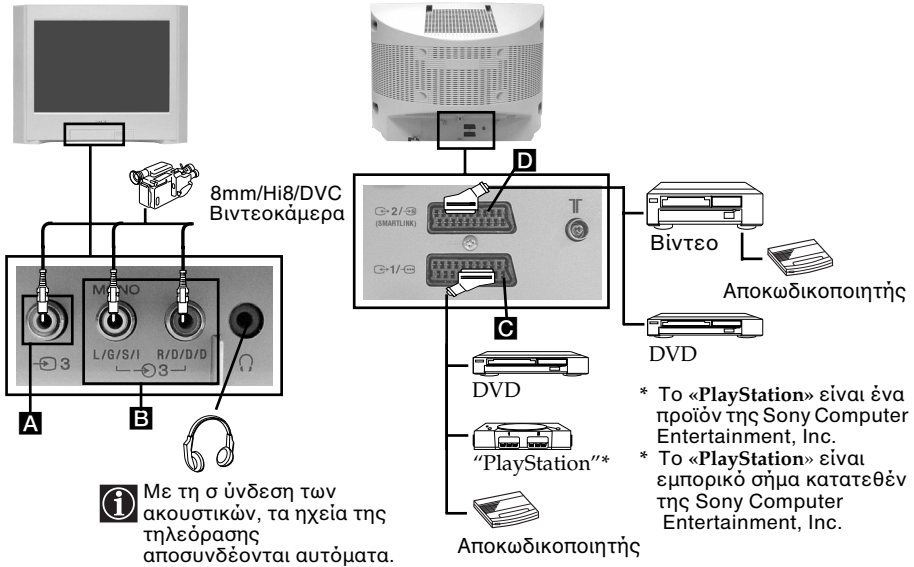 D
8mm/Hi8/DVC
Βιντεοκάμερα
2/
(SMARTLINK)
1/
C
Βίντεο
Αποκωδικοποιητής
DVD
MONO
L/G/S/I R/D/D/D
3
3
A
B
DVD
"PlayStation"*
Αποκωδικοποιητής
* Το «PlayStation» είναι ένα
προϊόν της Sony Computer
Entertainment, Inc.
* Το «PlayStation» είναι
εμπορικό σήμα κατατεθέν
της Sony Computer
Entertainment, Inc.
i
Με τη σ ύνδεση των
ακουστικών, τα ηχεία της
τηλεόρασης
αποσυνδέονται αυτόματα.